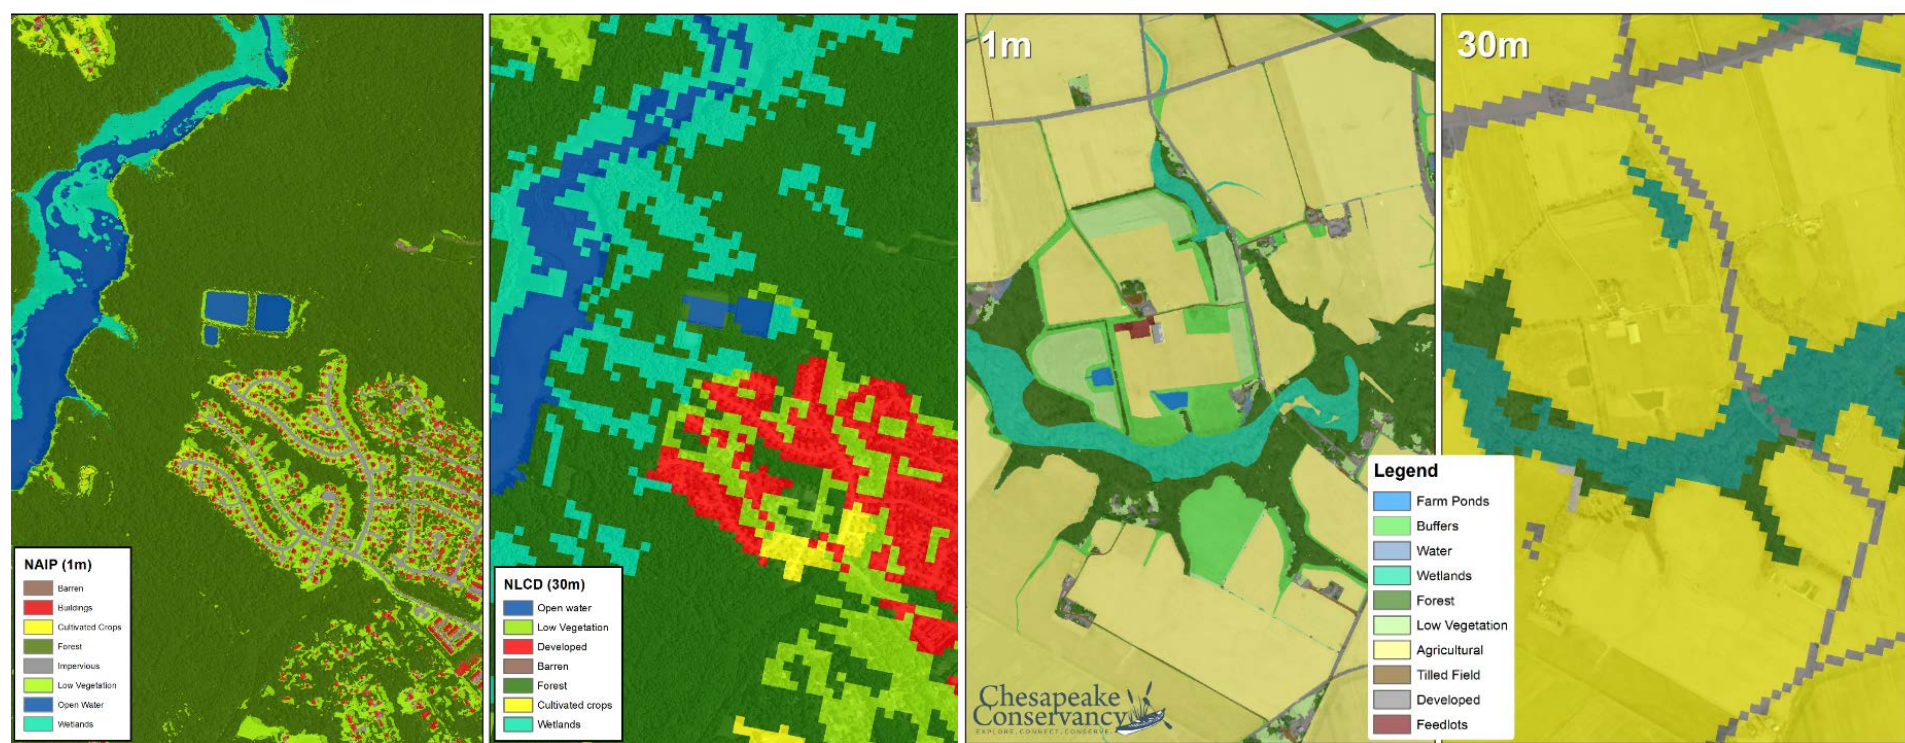 1m
30m
NAIP (1m)
Barren
Buildings
Cultivated Crops
Forest
Impervious
Low Vegetation
Open Water
Wetlands
NLCD (30m)
Open water
Low Vegetation
Developed
Barren
Forest
Cultivated crops
Wetlands
Legend
Farm Ponds
Buffers
Water
Wetlands
Forest
Low Vegetation
Agricultural
Tilled Field
Developed
Feedlots
Chesapeake
Conservancy
EXPLORE. CONNECT. CONSERVE.